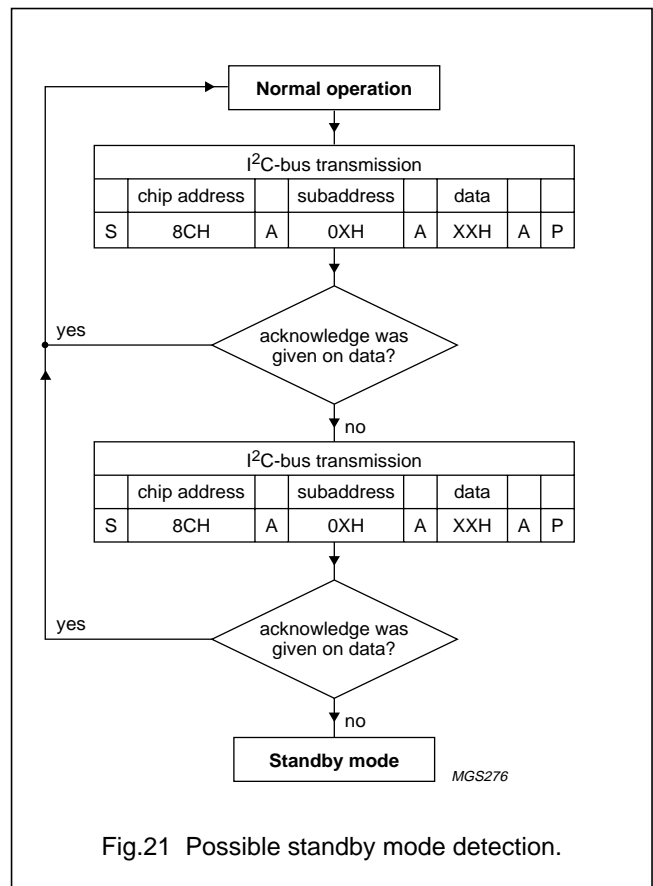 Normal operation
I2C-bus transmission
chip address subaddress data
S 8CH A 0XH A XXH A P
yes
acknowledge was
given on data?
no
I2C-bus transmission
chip address subaddress data
S 8CH A 0XH A XXH A P
yes
acknowledge was
given on data?
no
Standby mode
MGS276
Fig.21 Possible standby mode detection.